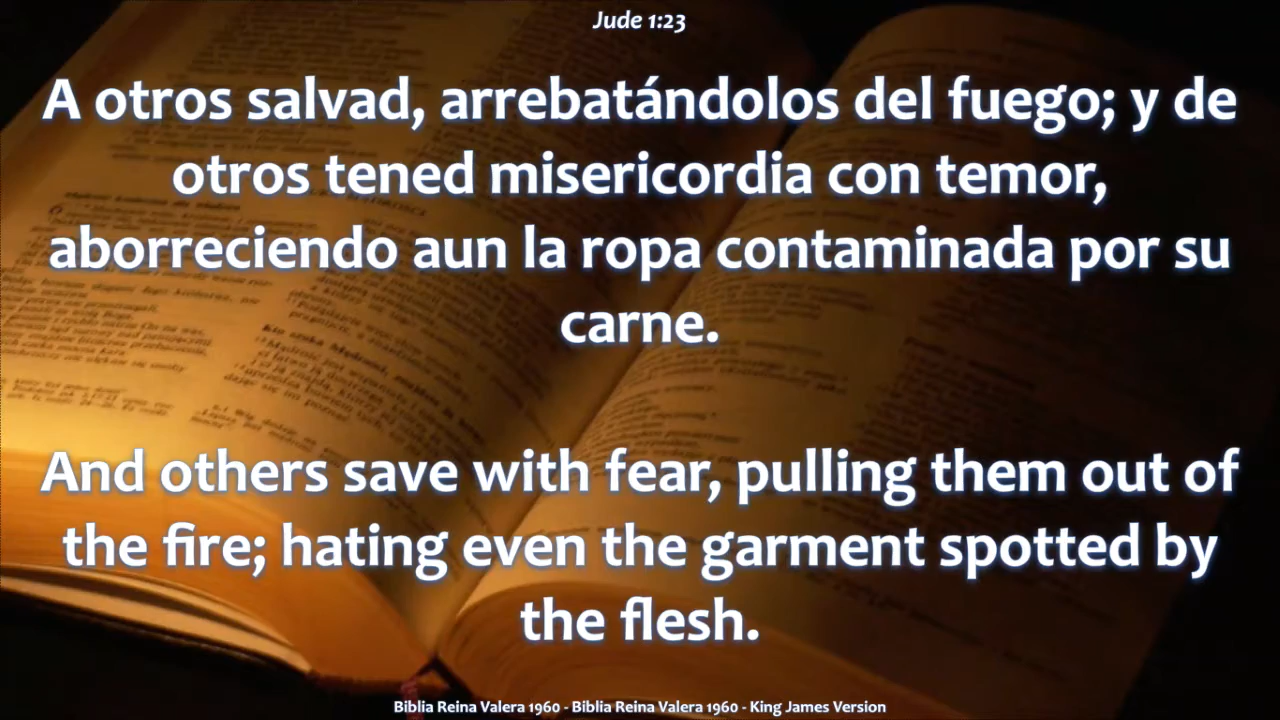 Jude 1:23
A otros salvad, arrebatándolos del fuego; y de
otros tened misericordia con temor,
aborreciendo aun la ropa contaminada por su
carne.
And others save with fear, pulling them out of
the fire; hating even the garment spotted by
the flesh.
Biblia Reina Valera 1960 - Biblia Reina Valera 1960 - King James Version